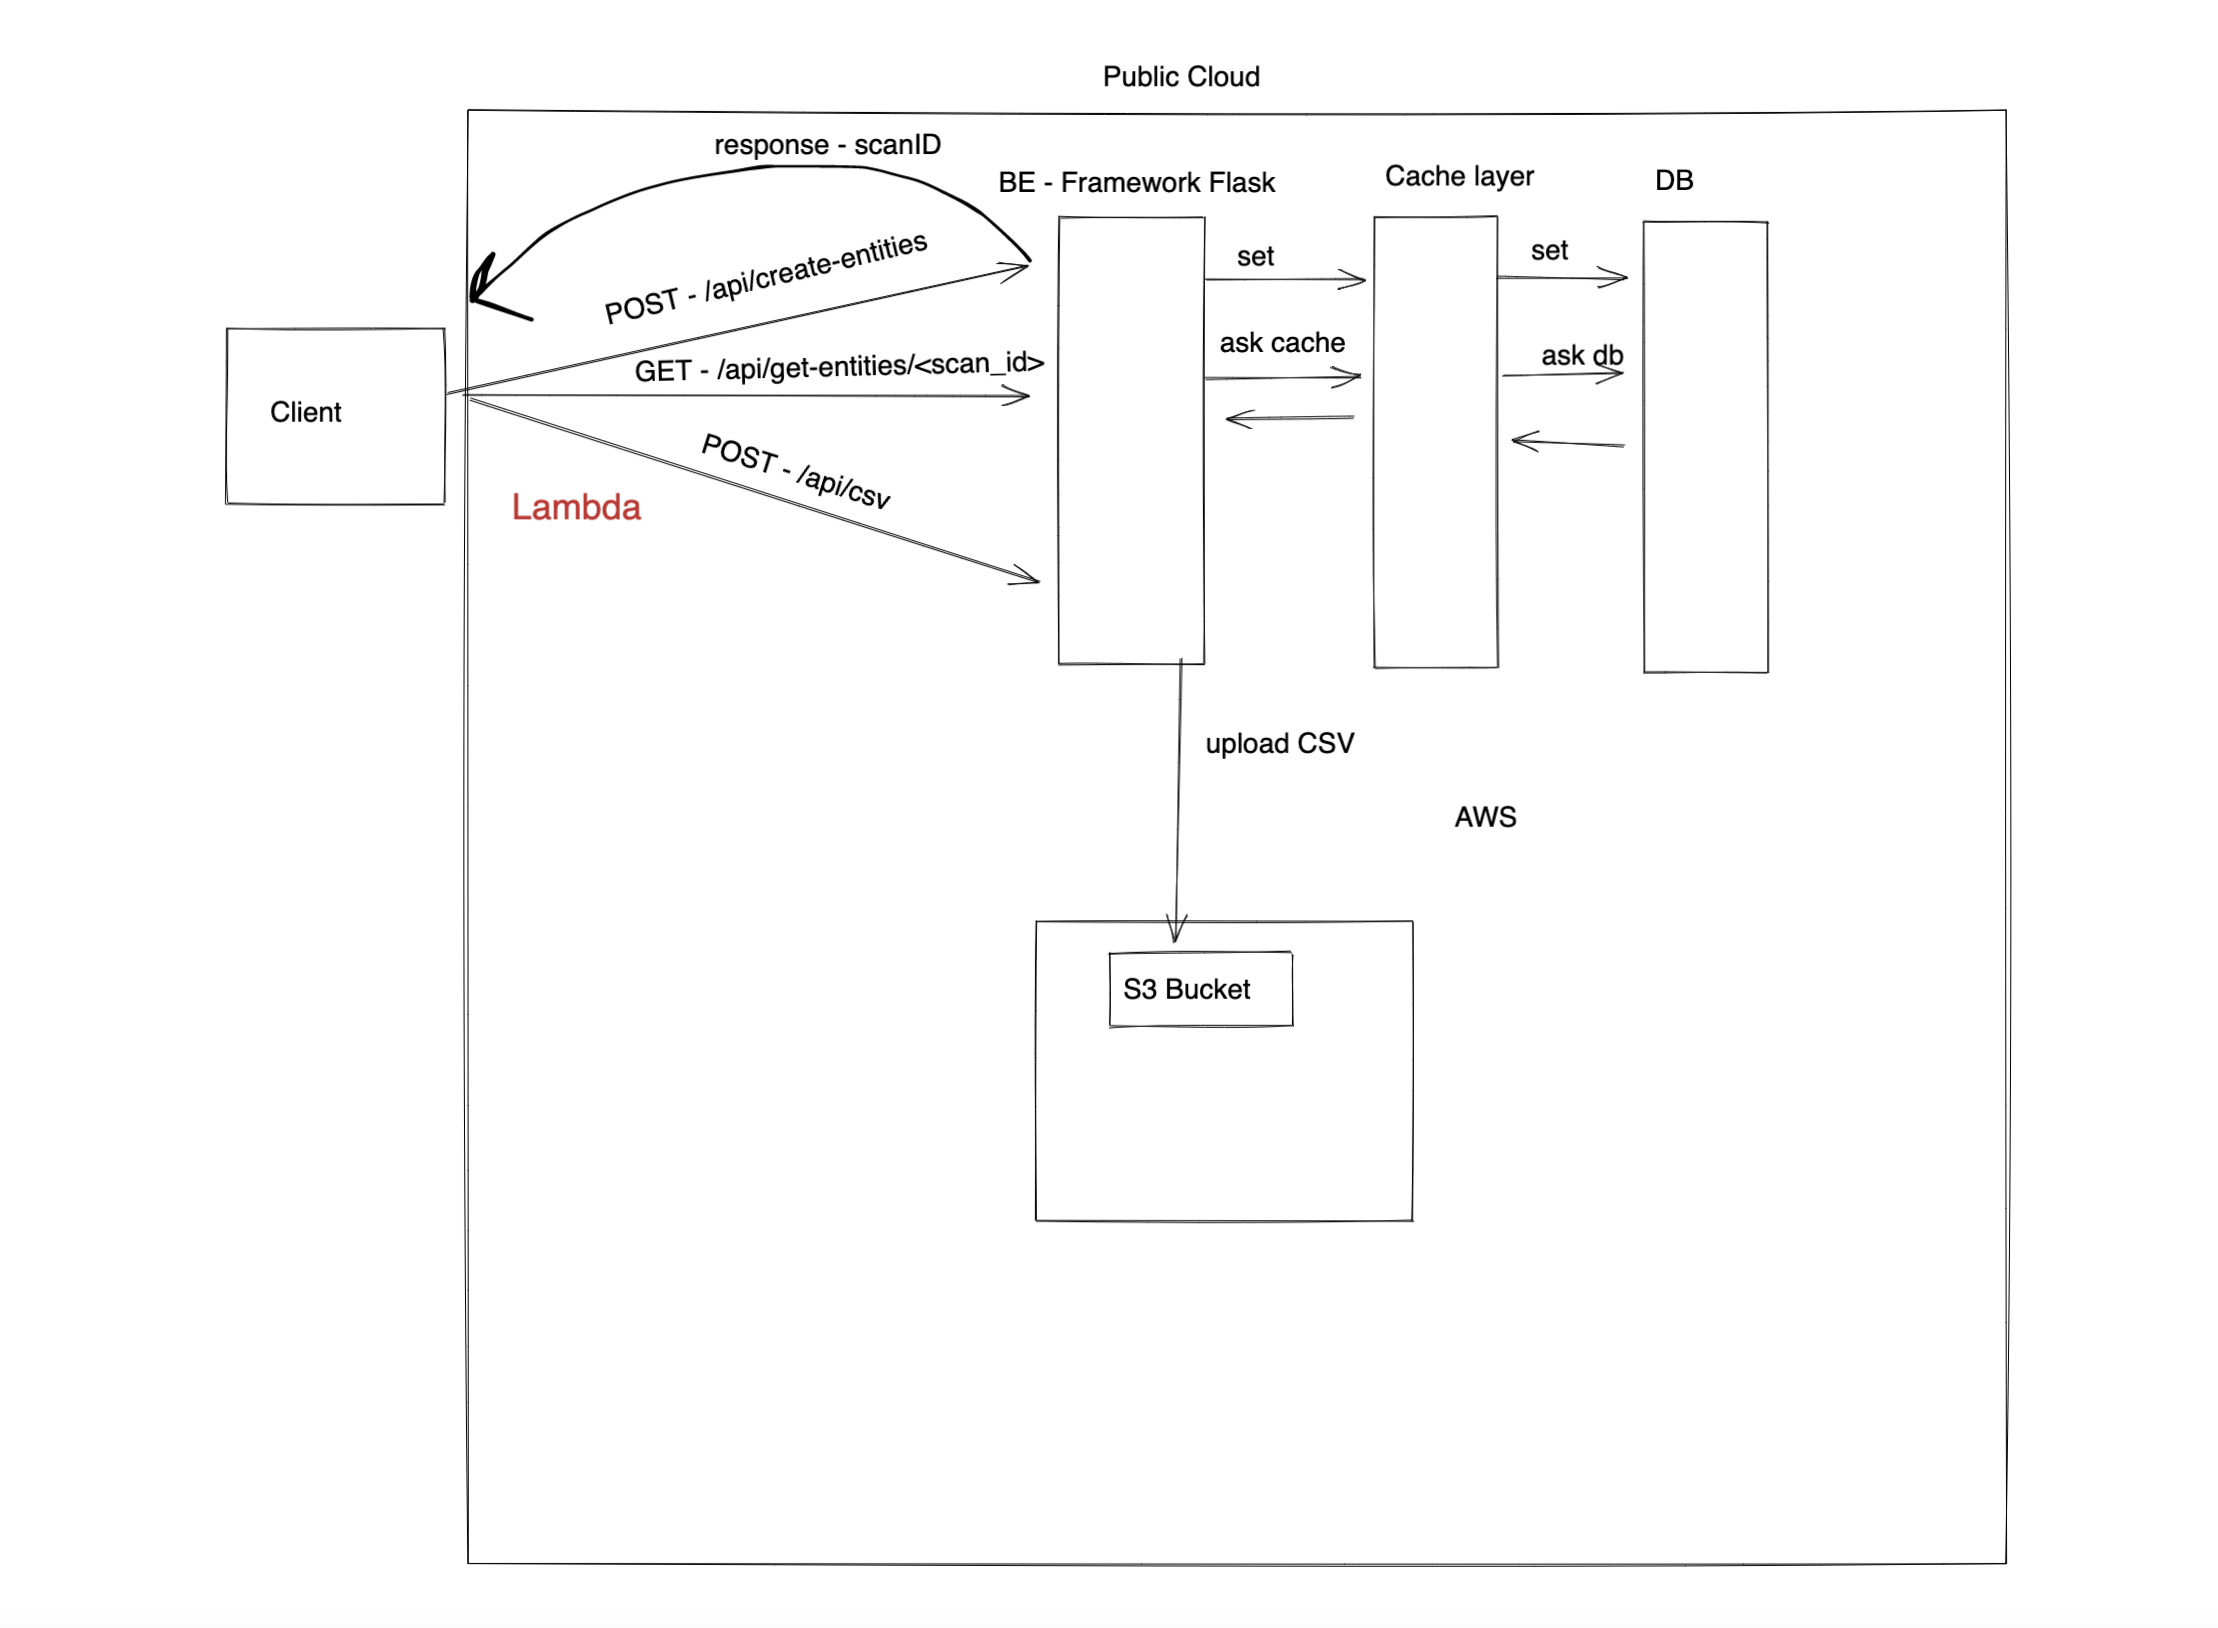 Public Cloud
response - scanID
BE - Framework Flask
Cache layer
DB
POST - /api/create-entities
set
set
GET - /api/get-entities/<scan_id>
ask cache
ask db
Client
POST - /api/csv
Lambda
upload CSV
AWS
S3 Bucket